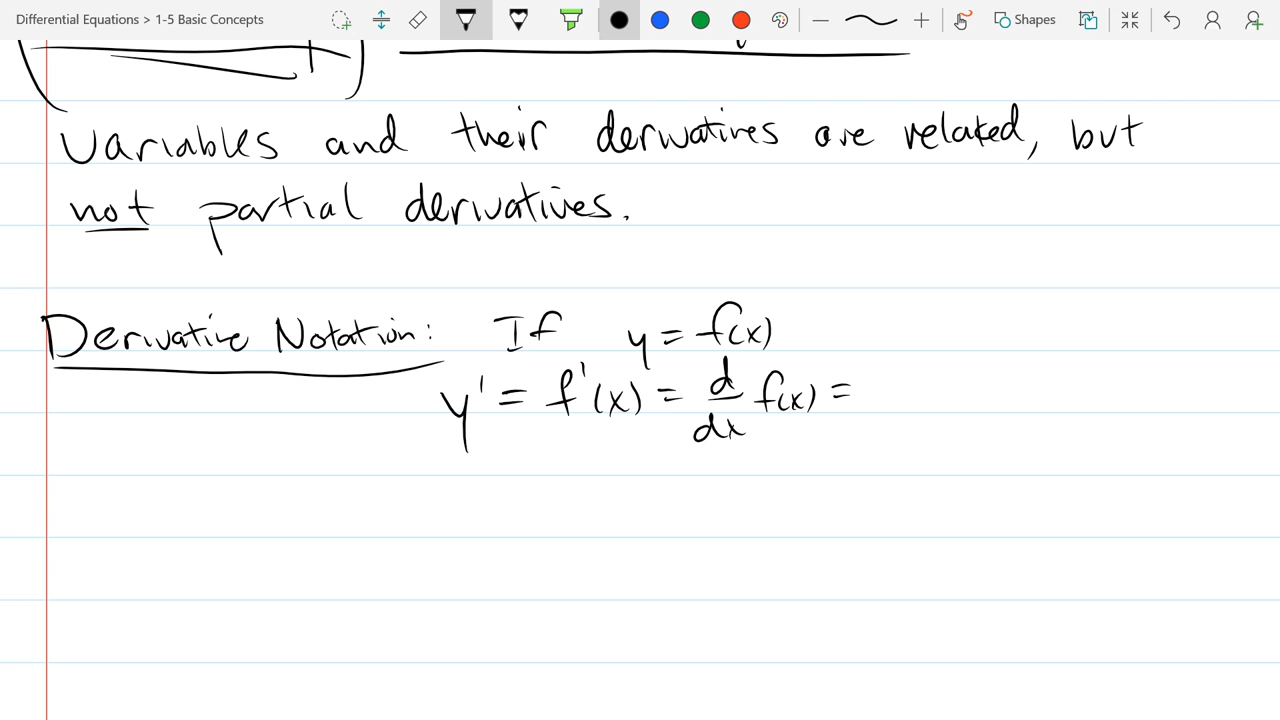 Differential Equations > 1-5 Basic Concepts Shapes
Variables and their derivatives are related, but
not partial derivatives.
Derivative Notation: If y = f(x)
y' = f'(x) = d/dx f(x) =